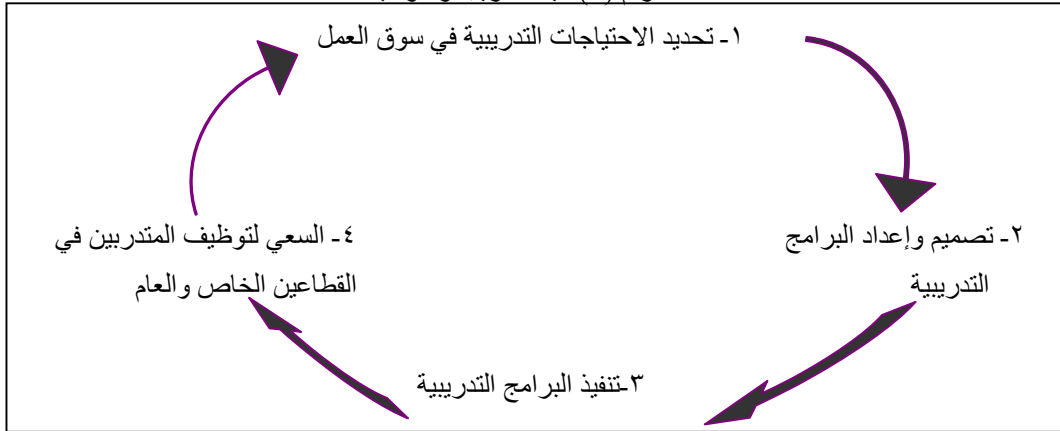 ١- تحديد الاحتياجات التدريبية في سوق العمل
٢- تصميم وإعداد البرامج
التدريبية
٣-تنفيذ البرامج التدريبية
٤- السعي لتوظيف المتدربين في
القطاعين الخاص والعام